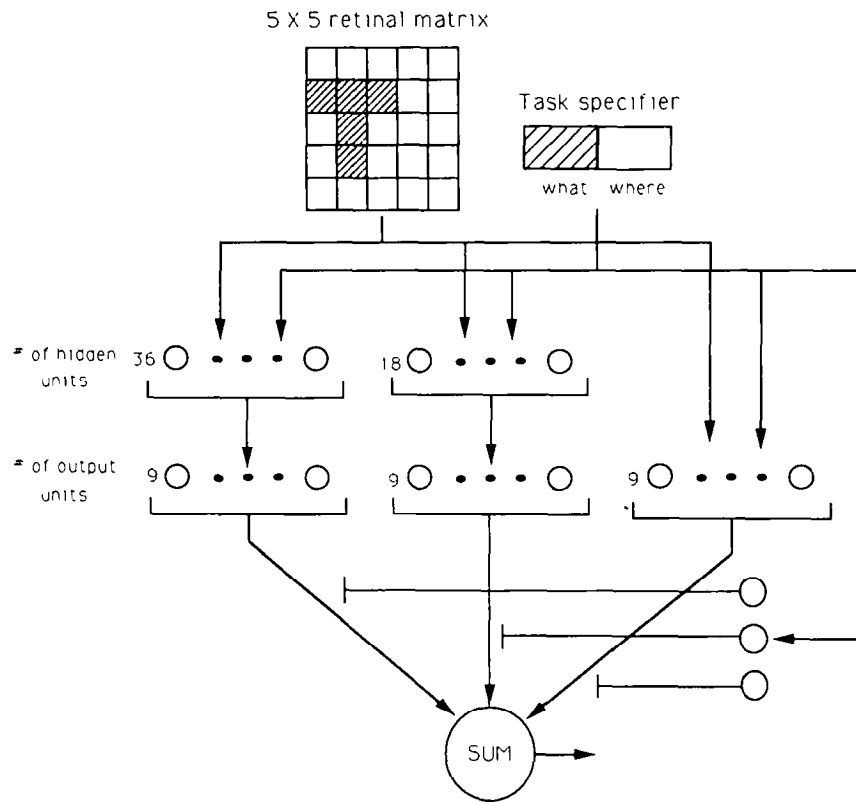 5 X 5 retinal matrix
Task specifier
what where
# of hidden units
36
18
# of output units
9
9
9
SUM